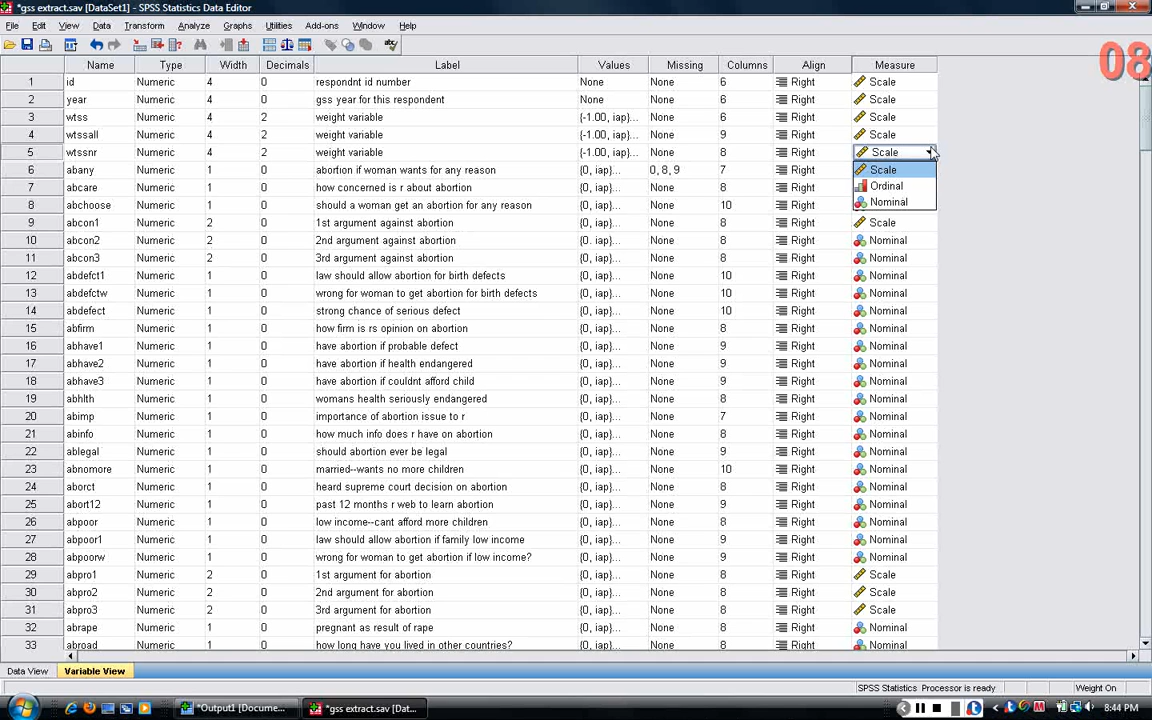 *gss extract.sav [DataSet1] - SPSS Statistics Data Editor
File Edit View Data Transform Analyze Graphs Utilities Add-ons Window Help
08
Name Type Width Decimals Label Values Missing Columns Align Measure
1 id Numeric 4 0 respondnt id number None None 6 Right Scale
2 year Numeric 4 0 gss year for this respondent None None 6 Right Scale
3 wtss Numeric 4 2 weight variable {-1.00, iap}... None 6 Right Scale
4 wtssall Numeric 4 2 weight variable {-1.00, iap}... None 9 Right Scale
5 wtssnr Numeric 4 2 weight variable {-1.00, iap}... None 8 Right Scale
6 abany Numeric 1 0 abortion if woman wants for any reason {0, iap}... 0, 8, 9 7 Right Scale
7 abcare Numeric 1 0 how concerned is r about abortion {0, iap}... None 8 Right Ordinal
8 abchoose Numeric 1 0 should a woman get an abortion for any reason {0, iap}... None 10 Right Nominal
9 abcon1 Numeric 2 0 1st argument against abortion {0, iap}... None 8 Right Scale
10 abcon2 Numeric 2 0 2nd argument against abortion {0, iap}... None 8 Right Nominal
11 abcon3 Numeric 2 0 3rd argument against abortion {0, iap}... None 8 Right Nominal
12 abdefct1 Numeric 1 0 law should allow abortion for birth defects {0, iap}... None 10 Right Nominal
13 abdefctw Numeric 1 0 wrong for woman to get abortion for birth defects {0, iap}... None 10 Right Nominal
14 abdefect Numeric 1 0 strong chance of serious defect {0, iap}... None 10 Right Nominal
15 abfirm Numeric 1 0 how firm is rs opinion on abortion {0, iap}... None 8 Right Nominal
16 abhave1 Numeric 1 0 have abortion if probable defect {0, iap}... None 9 Right Nominal
17 abhave2 Numeric 1 0 have abortion if health endangered {0, iap}... None 9 Right Nominal
18 abhave3 Numeric 1 0 have abortion if couldnt afford child {0, iap}... None 9 Right Nominal
19 abhlth Numeric 1 0 womans health seriously endangered {0, iap}... None 8 Right Nominal
20 abimp Numeric 1 0 importance of abortion issue to r {0, iap}... None 7 Right Nominal
21 abinfo Numeric 1 0 how much info does r have on abortion {0, iap}... None 8 Right Nominal
22 ablegal Numeric 1 0 should abortion ever be legal {0, iap}... None 9 Right Nominal
23 abnomore Numeric 1 0 married--wants no more children {0, iap}... None 10 Right Nominal
24 aborct Numeric 1 0 heard supreme court decision on abortion {0, iap}... None 8 Right Nominal
25 abort12 Numeric 1 0 past 12 months r web to learn abortion {0, iap}... None 9 Right Nominal
26 abpoor Numeric 1 0 low income--cant afford more children {0, iap}... None 8 Right Nominal
27 abpoor1 Numeric 1 0 law should allow abortion if family low income {0, iap}... None 9 Right Nominal
28 abpoorw Numeric 1 0 wrong for woman to get abortion if low income? {0, iap}... None 9 Right Nominal
29 abpro1 Numeric 2 0 1st argument for abortion {0, iap}... None 8 Right Scale
30 abpro2 Numeric 2 0 2nd argument for abortion {0, iap}... None 8 Right Scale
31 abpro3 Numeric 2 0 3rd argument for abortion {0, iap}... None 8 Right Scale
32 abrape Numeric 1 0 pregnant as result of rape {0, iap}... None 8 Right Nominal
33 abroad Numeric 1 0 how long have you lived in other countries? {0, iap}... None 8 Right Nominal
Data View Variable View
SPSS Statistics Processor is ready Weight On
*Output1 [Docume... *gss extract.sav [Dat... 8:44 PM